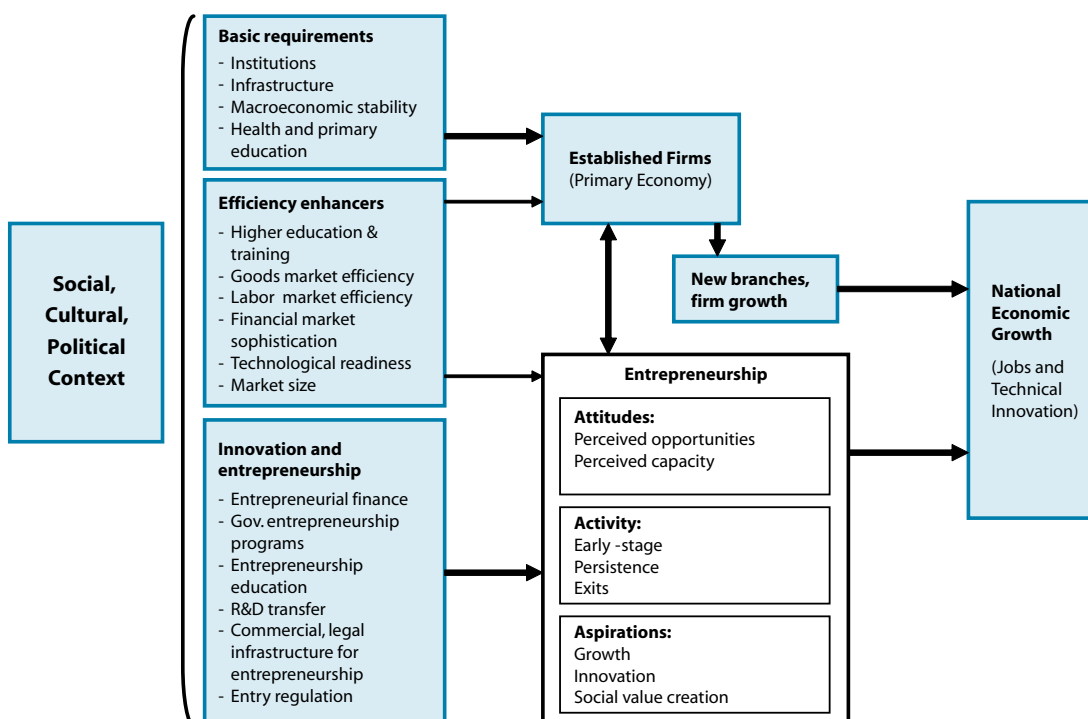 Social,
Cultural,
Political
Context
Basic requirements
- Institutions
- Infrastructure
- Macroeconomic stability
- Health and primary
education
Efficiency enhancers
- Higher education &
training
- Goods market efficiency
- Labor market efficiency
- Financial market
sophistication
- Technological readiness
- Market size
Innovation and
entrepreneurship
- Entrepreneurial finance
- Gov. entrepreneurship
programs
- Entrepreneurship
education
- R&D transfer
- Commercial, legal
infrastructure for
entrepreneurship
- Entry regulation
Established Firms
(Primary Economy)
New branches,
firm growth
Entrepreneurship
Attitudes:
Perceived opportunities
Perceived capacity
Activity:
Early -stage
Persistence
Exits
Aspirations:
Growth
Innovation
Social value creation
National
Economic
Growth
(Jobs and
Technical
Innovation)